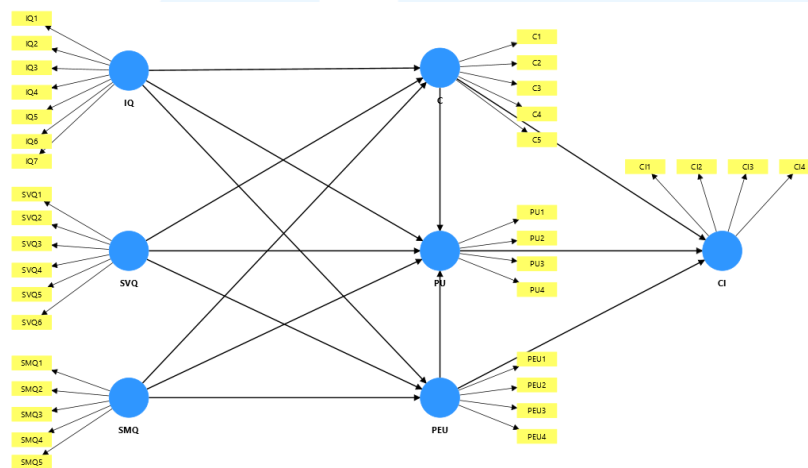 IQ1
IQ2
IQ3
IQ4
IQ5
IQ6
IQ7
IQ
SVQ1
SVQ2
SVQ3
SVQ4
SVQ5
SVQ6
SVQ
SMQ1
SMQ2
SMQ3
SMQ4
SMQ5
SMQ
C
C1
C2
C3
C4
C5
PU1
PU2
PU3
PU4
PU
PEU1
PEU2
PEU3
PEU4
PEU
CI1
CI2
CI3
CI4
CI